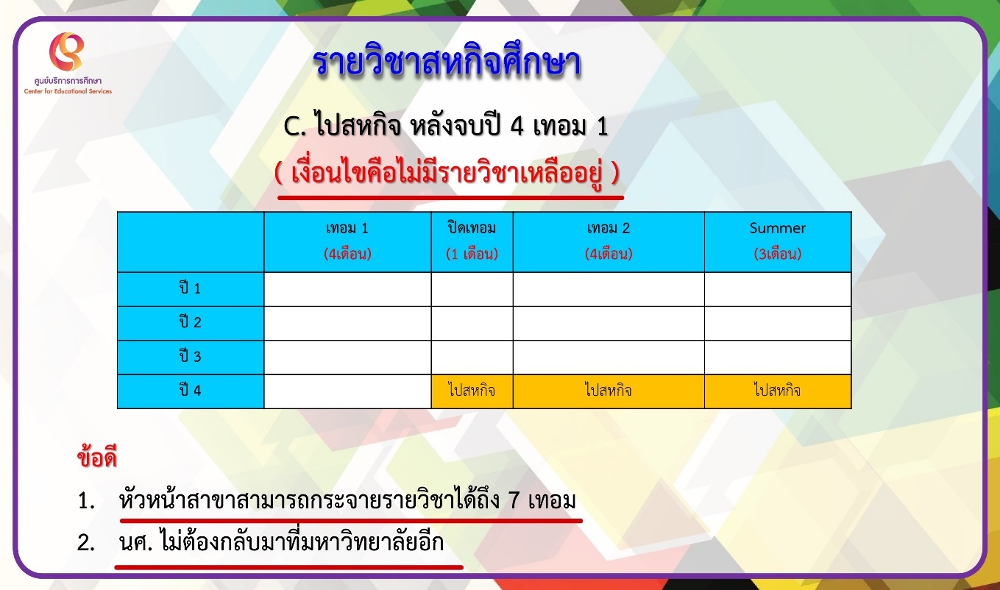 ศูนย์บริการการศึกษา
Center for Educational Services
รายวิชาสหกิจศึกษา
C. ไปสหกิจ หลังจบปี 4 เทอม 1
( เงื่อนไขคือไม่มีรายวิชาเหลืออยู่ )
เทอม 1 ปิดเทอม เทอม 2 Summer
(4เดือน) (1 เดือน) (4เดือน) (3เดือน)
ปี 1
ปี 2
ปี 3
ปี 4 ไปสหกิจ ไปสหกิจ ไปสหกิจ
ข้อดี
1. หัวหน้าสาขาสามารถกระจายรายวิชาได้ถึง 7 เทอม
2. นศ. ไม่ต้องกลับมาที่มหาวิทยาลัยอีก